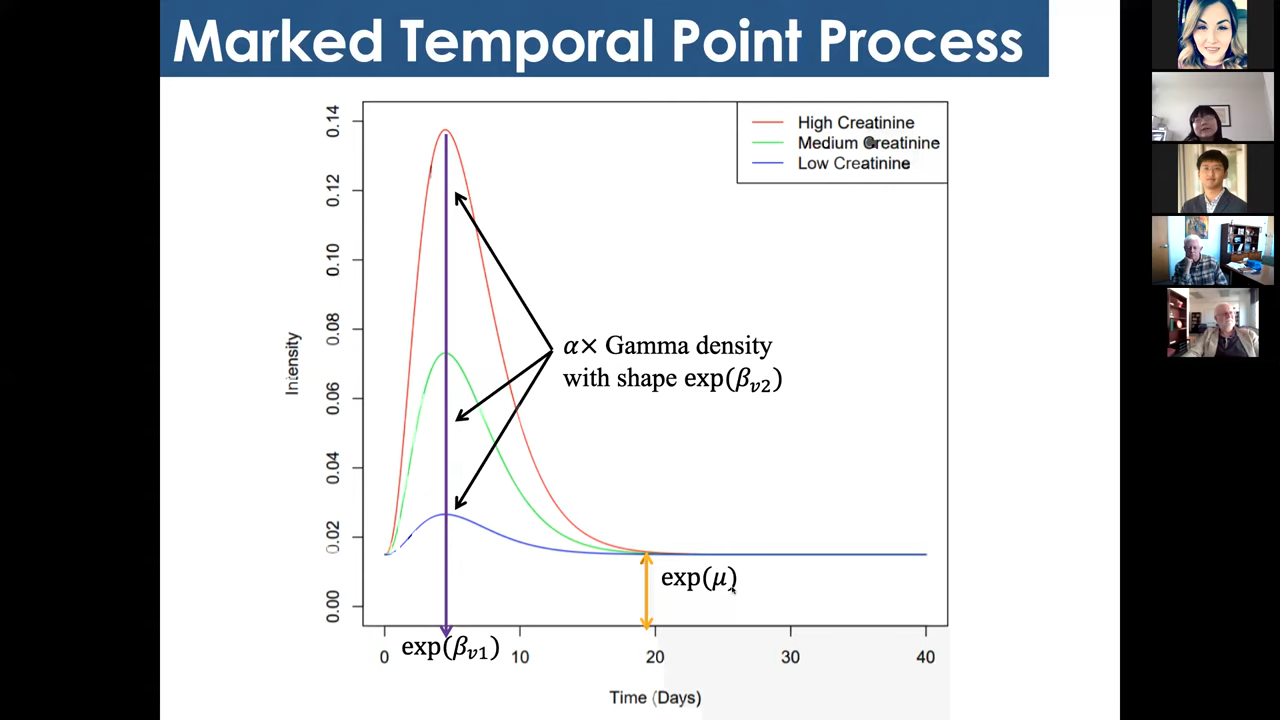 Marked Temporal Point Process
High Creatinine
Medium Creatinine
Low Creatinine
0.14
0.12
0.10
0.08
0.06
0.04
0.02
0.00
Intensity
α× Gamma density
with shape exp(βv2)
exp(μ)
exp(βv1)
0 10 20 30 40
Time (Days)